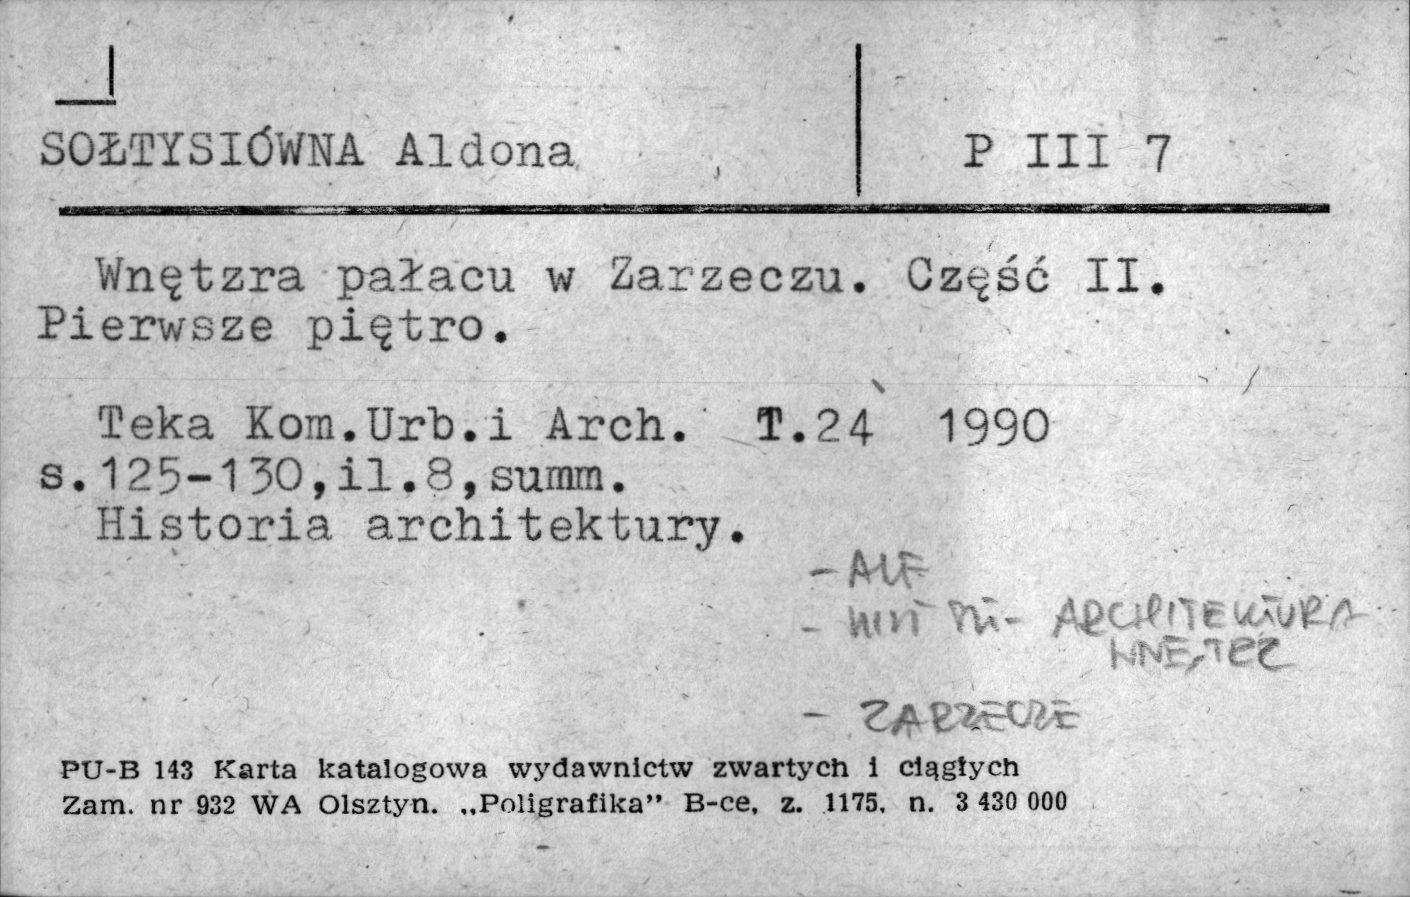 SOŁTYSIÓWNA Aldona
P III 7
Wnętzra pałacu w Zarzeczu. Część II.
Pierwsze piętro.
Teka Kom.Urb.i Arch. T.24 1990
s.125-130,il.8,summ.
Historia architektury.
- ALF
- ARCHITEKTURA
WNĘTRZ
- ZARZECZE
PU-B 143 Karta katalogowa wydawnictw zwartych i ciągłych
Zam. nr 932 WA Olsztyn. „Poligrafika” B-ce, z. 1175, n. 3 430 000